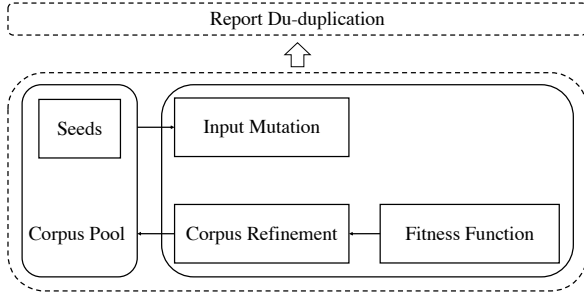 Report Du-duplication
Seeds
Input Mutation
Corpus Pool
Corpus Refinement
Fitness Function